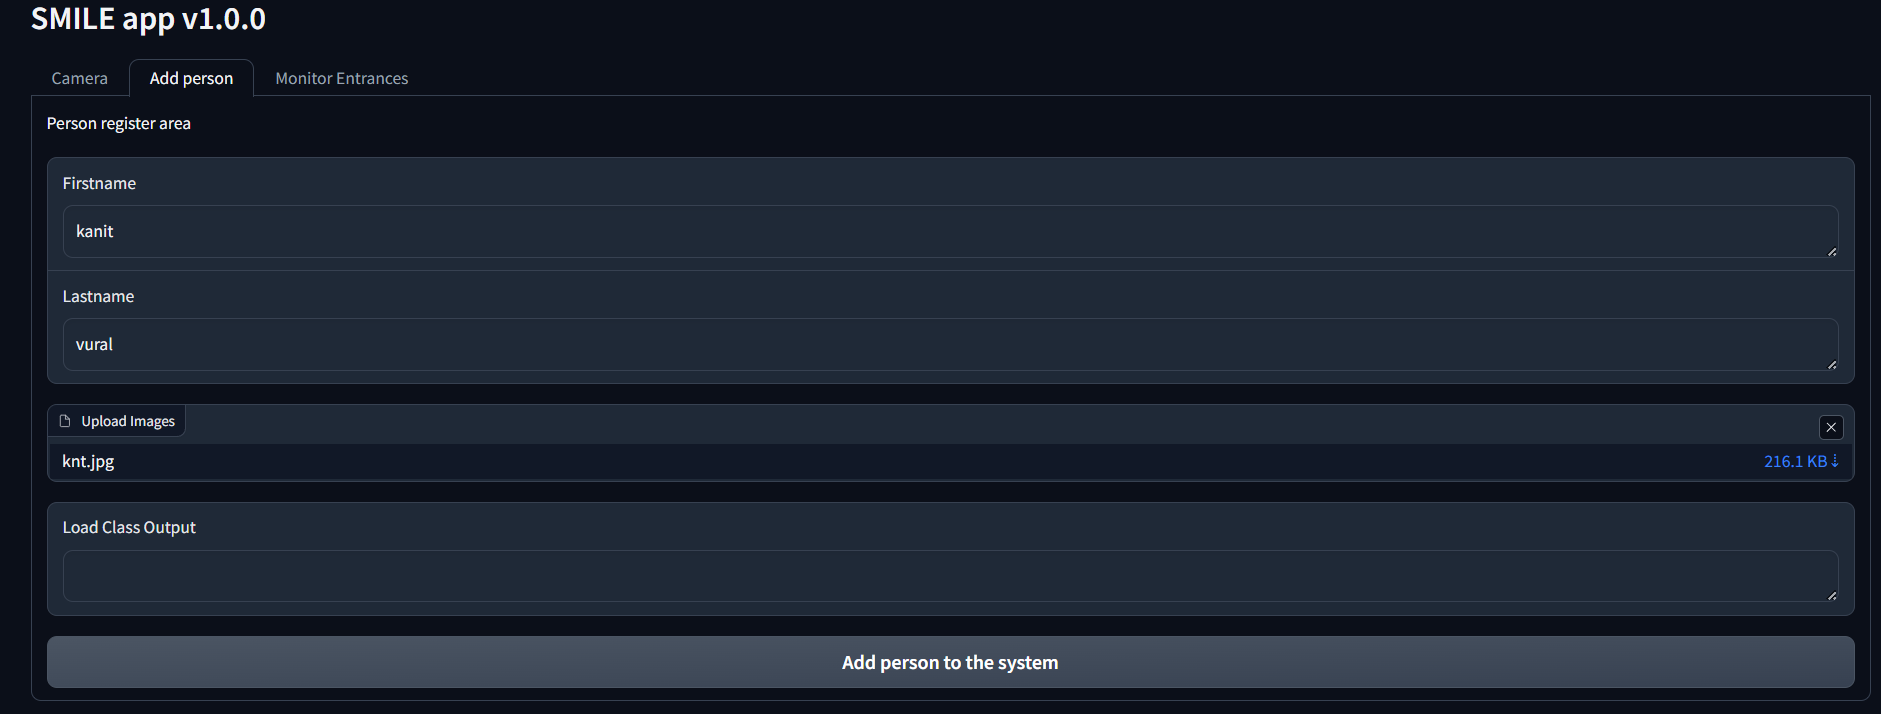 SMILE app v1.0.0
Camera Add person Monitor Entrances
Person register area
Firstname
kanit
Lastname
vural
Upload Images
knt.jpg 216.1 KB ⇣
Load Class Output
Add person to the system